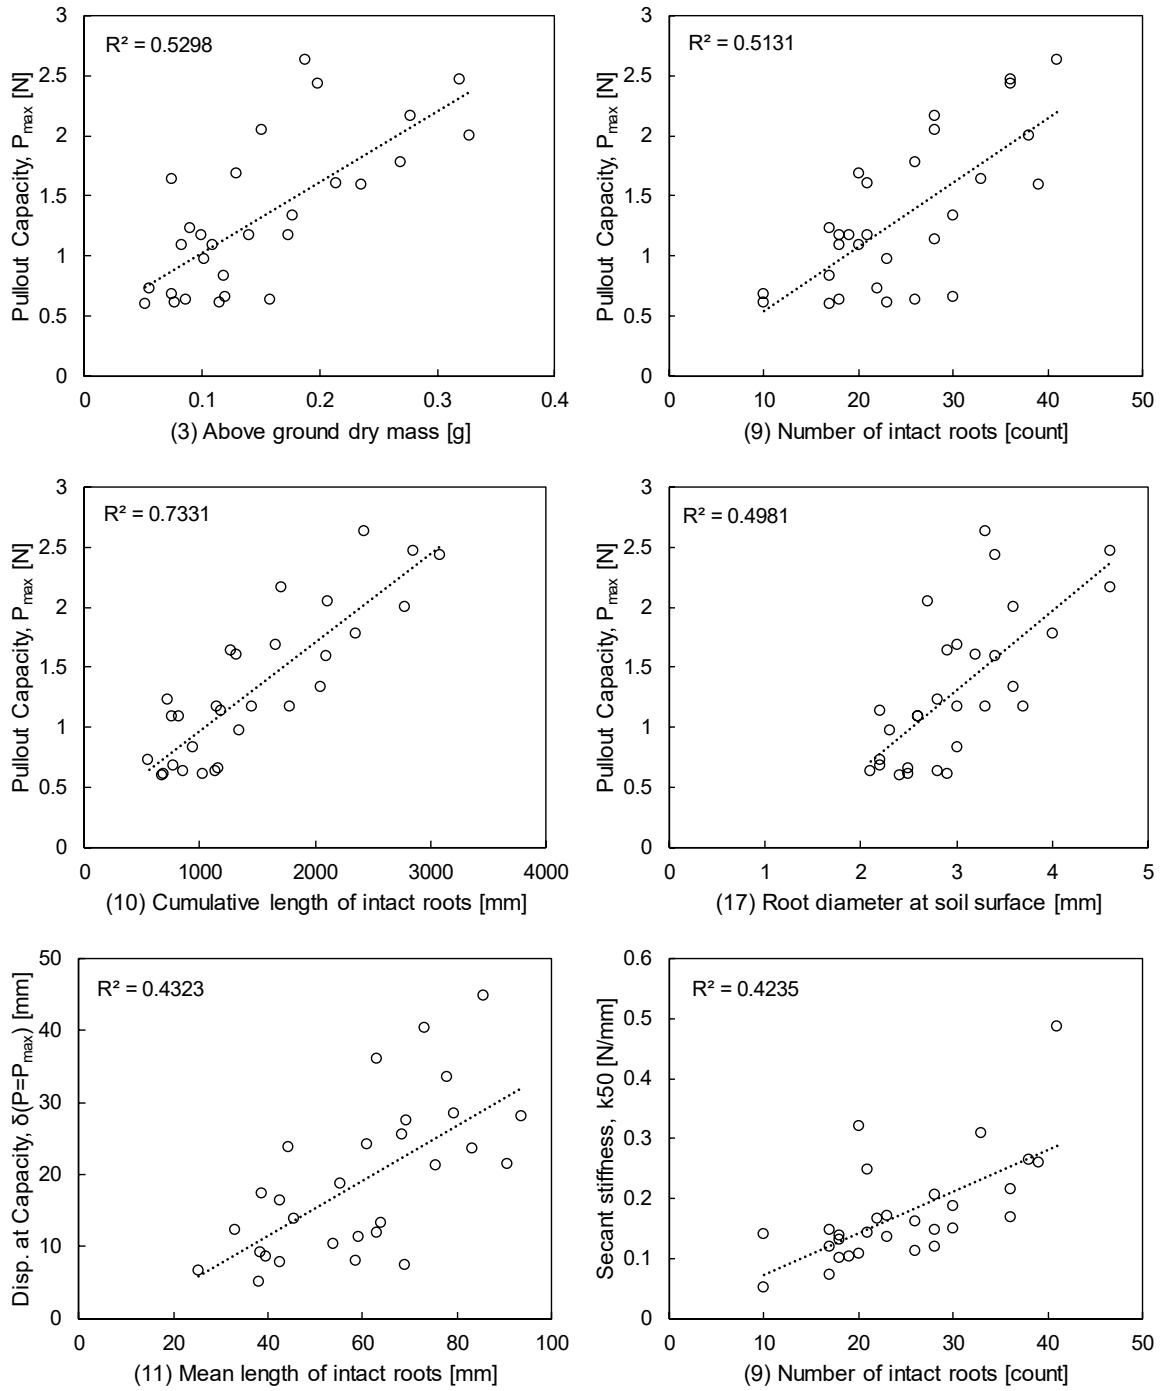 R² = 0.5298
Pullout Capacity, Pmax [N]
3
2.5
2
1.5
1
0.5
0
0 0.1 0.2 0.3 0.4
(3) Above ground dry mass [g]
R² = 0.5131
Pullout Capacity, Pmax [N]
3
2.5
2
1.5
1
0.5
0
0 10 20 30 40 50
(9) Number of intact roots [count]
R² = 0.7331
Pullout Capacity, Pmax [N]
3
2.5
2
1.5
1
0.5
0
0 1000 2000 3000 4000
(10) Cumulative length of intact roots [mm]
R² = 0.4981
Pullout Capacity, Pmax [N]
3
2.5
2
1.5
1
0.5
0
0 1 2 3 4 5
(17) Root diameter at soil surface [mm]
R² = 0.4323
Disp. at Capacity, δ(P=Pmax) [mm]
50
40
30
20
10
0
0 20 40 60 80 100
(11) Mean length of intact roots [mm]
R² = 0.4235
Secant stiffness, k50 [N/mm]
0.6
0.5
0.4
0.3
0.2
0.1
0
0 10 20 30 40 50
(9) Number of intact roots [count]